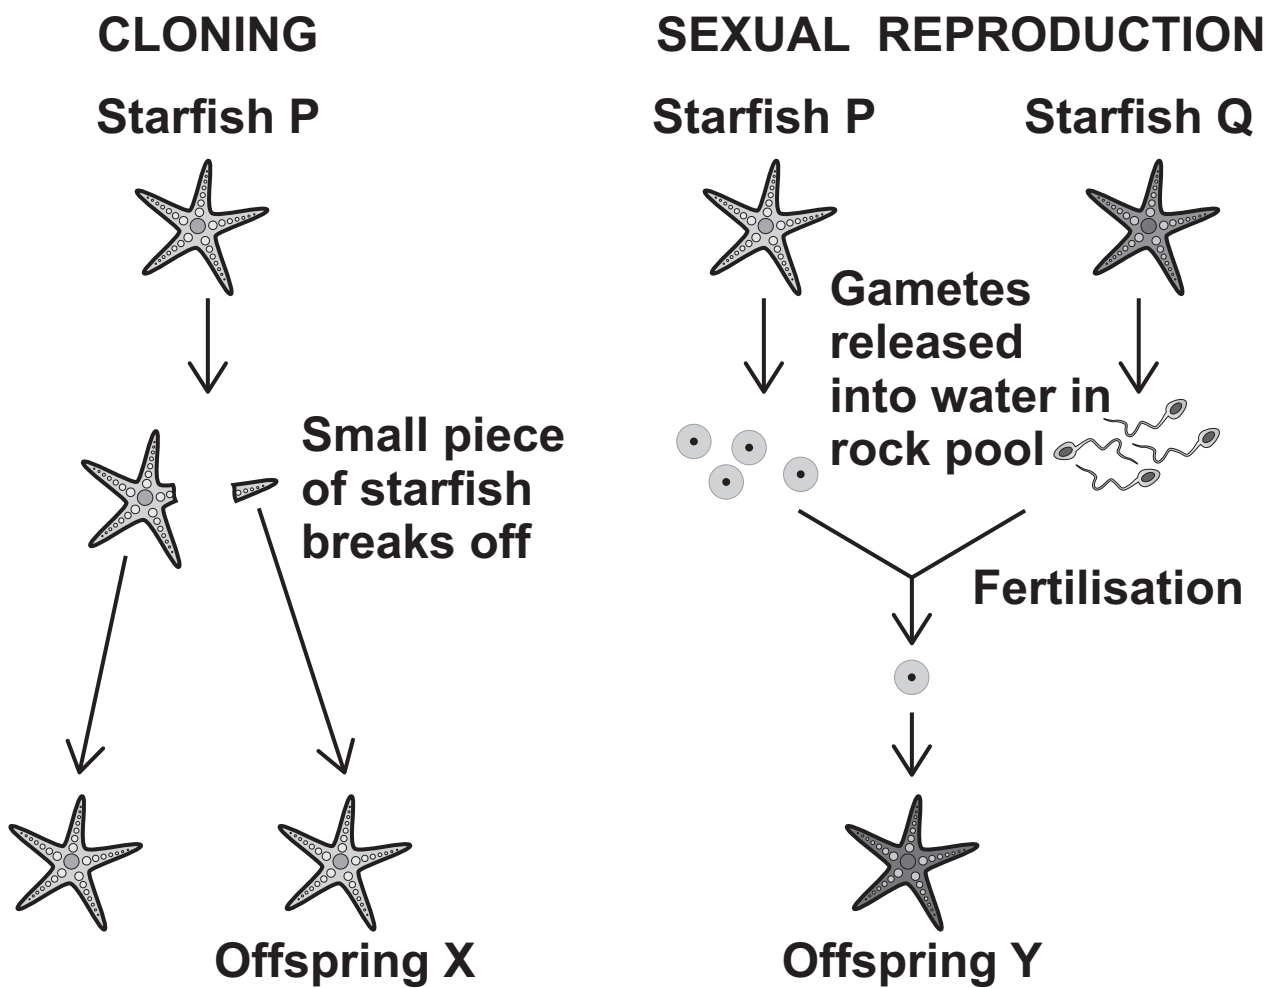 CLONING
Starfish P
Small piece
of starfish
breaks off
Offspring X
SEXUAL REPRODUCTION
Starfish P
Starfish Q
Gametes
released
into water in
rock pool
Fertilisation
Offspring Y